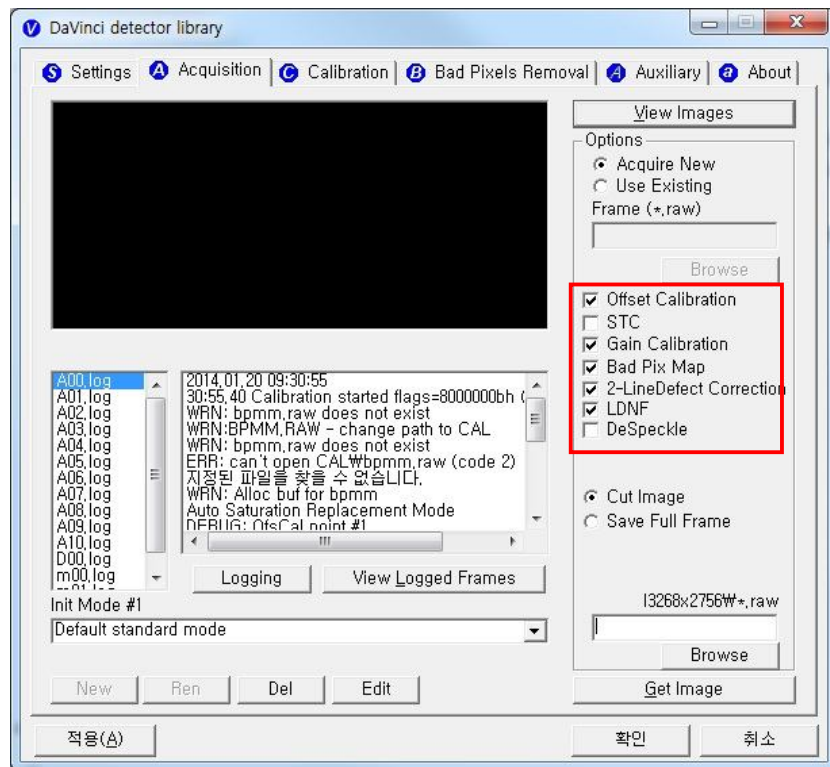 DaVinci detector library
Settings Acquisition Calibration Bad Pixels Removal Auxiliary About
View Images
Options
Acquire New
Use Existing
Frame (*.raw)
Browse
Offset Calibration
STC
Gain Calibration
Bad Pix Map
2-LineDefect Correction
LDNF
DeSpeckle
Cut Image
Save Full Frame
I3268x2756₩*.raw
Browse
Get Image
A00.log
A01.log
A02.log
A03.log
A04.log
A05.log
A06.log
A07.log
A08.log
A09.log
A10.log
D00.log
m00.log
2014.01.20 09:30:55
30:55.40 Calibration started flags=8000000bh (
WRN: bpmm.raw does not exist
WRN:BPMM.RAW - change path to CAL
WRN: bpmm.raw does not exist
ERR: can't open CAL₩bpmm.raw (code 2)
지정된 파일을 찾을 수 없습니다.
WRN: Alloc buf for bpmm
Auto Saturation Replacement Mode
DEBUG: OfsCal point #1
Logging View Logged Frames
Init Mode #1
Default standard mode
New Ren Del Edit
적용(A) 확인 취소